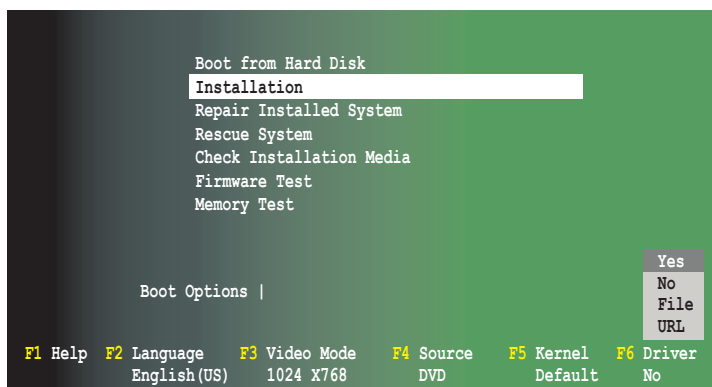 Boot from Hard Disk
Installation
Repair Installed System
Rescue System
Check Installation Media
Firmware Test
Memory Test
Boot Options |
Yes
No
File
URL
F1 Help F2 Language F3 Video Mode F4 Source F5 Kernel F6 Driver
English(US) 1024 X768 DVD Default No